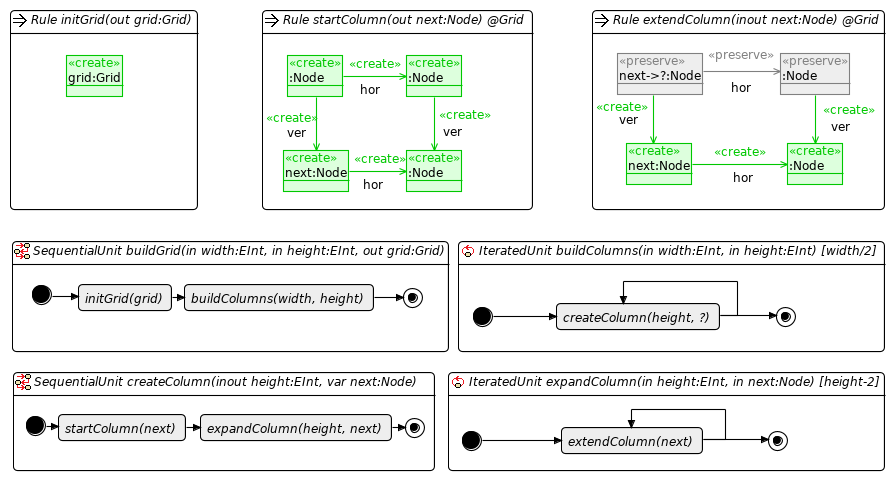 Rule initGrid(out grid:Grid)
«create»
grid:Grid
Rule startColumn(out next:Node) @Grid
«create»
:Node
«create»
hor
«create»
:Node
«create»
ver
«create»
ver
«create»
next:Node
«create»
hor
«create»
:Node
Rule extendColumn(inout next:Node) @Grid
«preserve»
next->?:Node
«preserve»
hor
«preserve»
:Node
«create»
ver
«create»
ver
«create»
next:Node
«create»
hor
«create»
:Node
SequentialUnit buildGrid(in width:EInt, in height:EInt, out grid:Grid)
initGrid(grid)
buildColumns(width, height)
IteratedUnit buildColumns(in width:EInt, in height:EInt) [width/2]
createColumn(height, ?)
SequentialUnit createColumn(inout height:EInt, var next:Node)
startColumn(next)
expandColumn(height, next)
IteratedUnit expandColumn(in height:EInt, in next:Node) [height-2]
extendColumn(next)